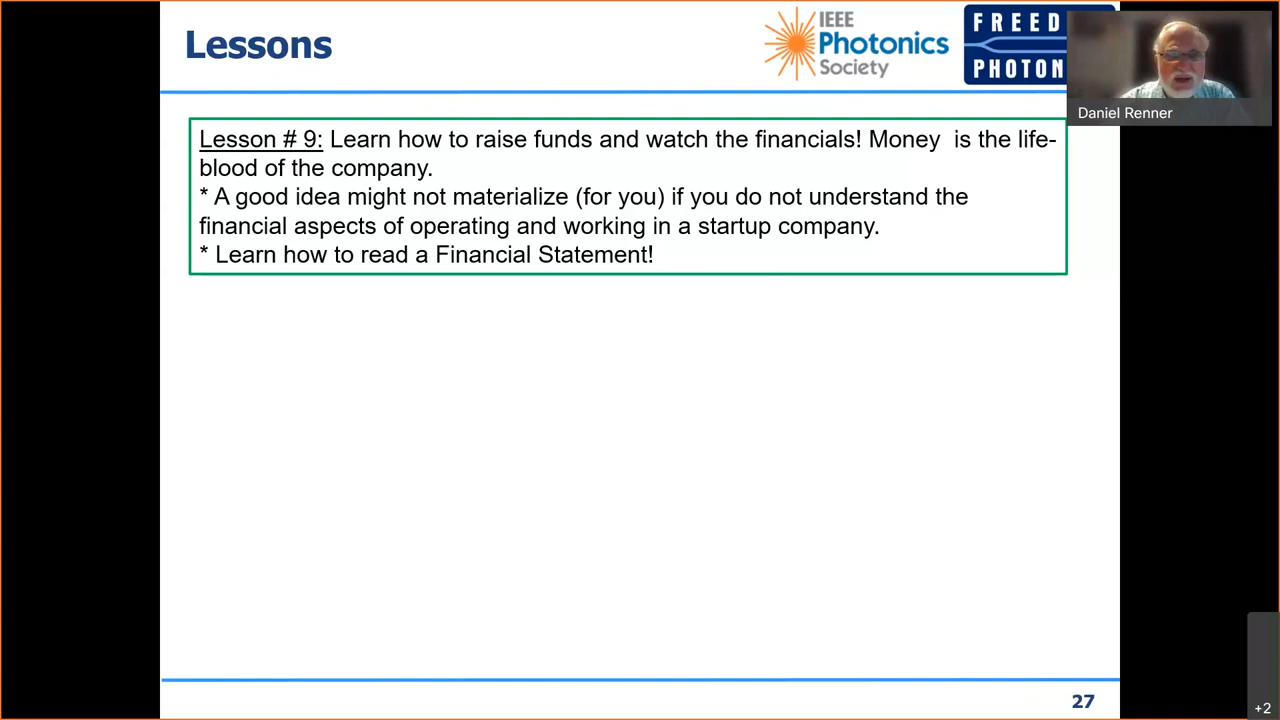 Lessons
IEEE
Photonics
Society
FREED
PHOTON
Daniel Renner
Lesson # 9: Learn how to raise funds and watch the financials! Money  is the life-
blood of the company.
* A good idea might not materialize (for you) if you do not understand the
financial aspects of operating and working in a startup company.
* Learn how to read a Financial Statement!
27
+2